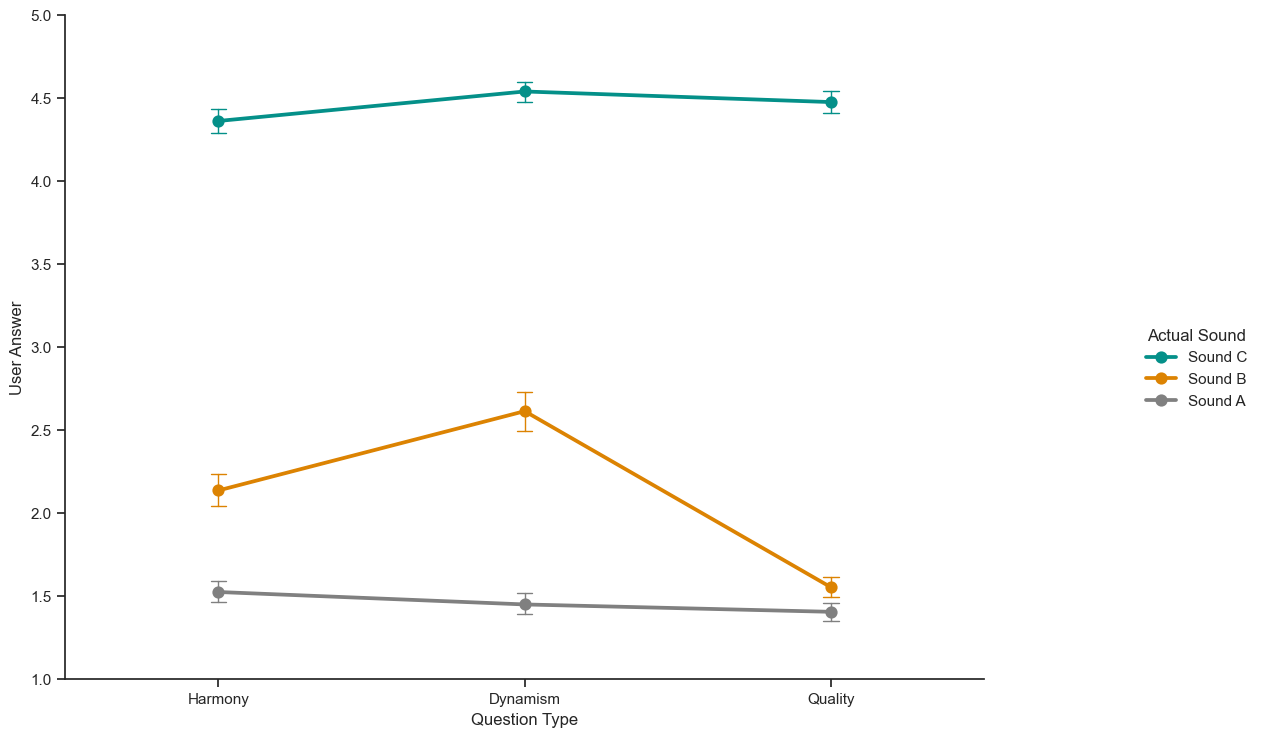 5.0
4.5
4.0
3.5
3.0
2.5
2.0
1.5
1.0
User Answer
Harmony Dynamism Quality
Question Type
Actual Sound
Sound C
Sound B
Sound A